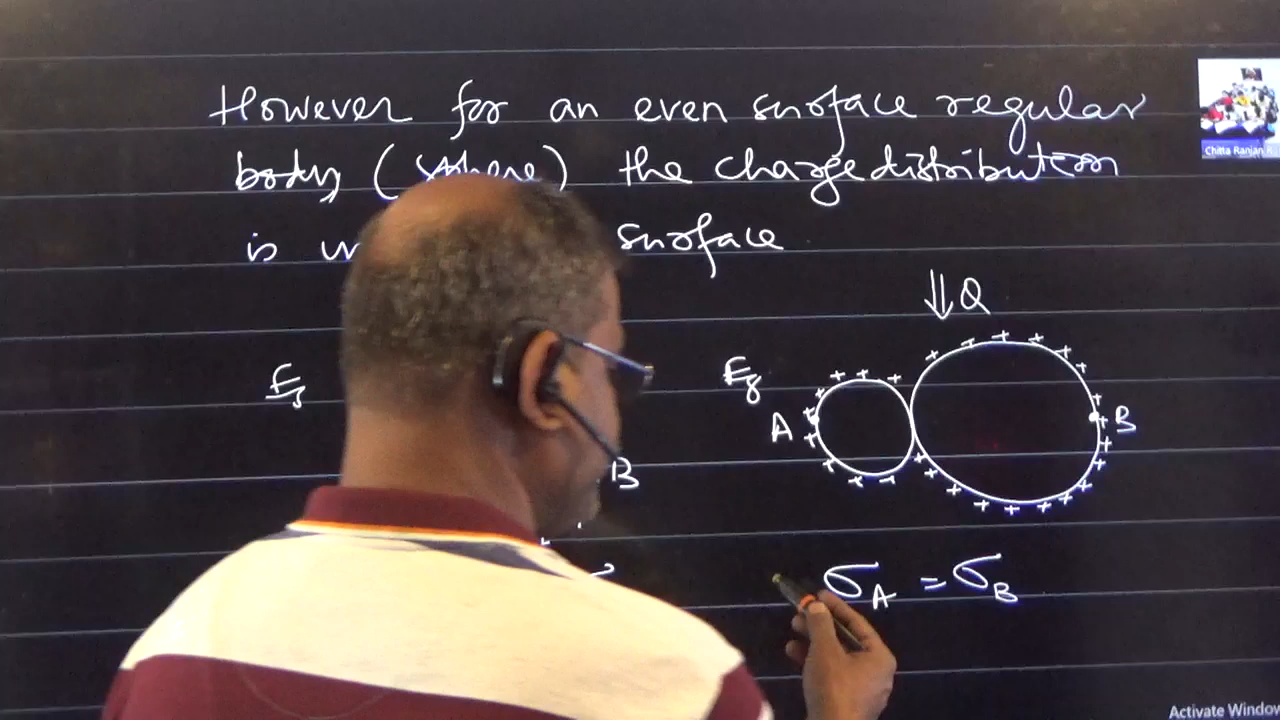 However for an even surface regular
body (sphere) the charge distribution
is surface
Q
Eg Eg
A B
B
σA = σB
Chitta Ranjan
Activate Window